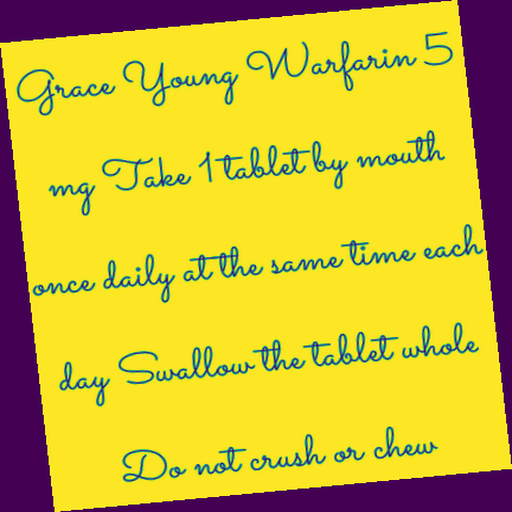 Grace Young Warfarin 5
mg Take 1 tablet by mouth
once daily at the same time each
day Swallow the tablet whole
Do not crush or chew